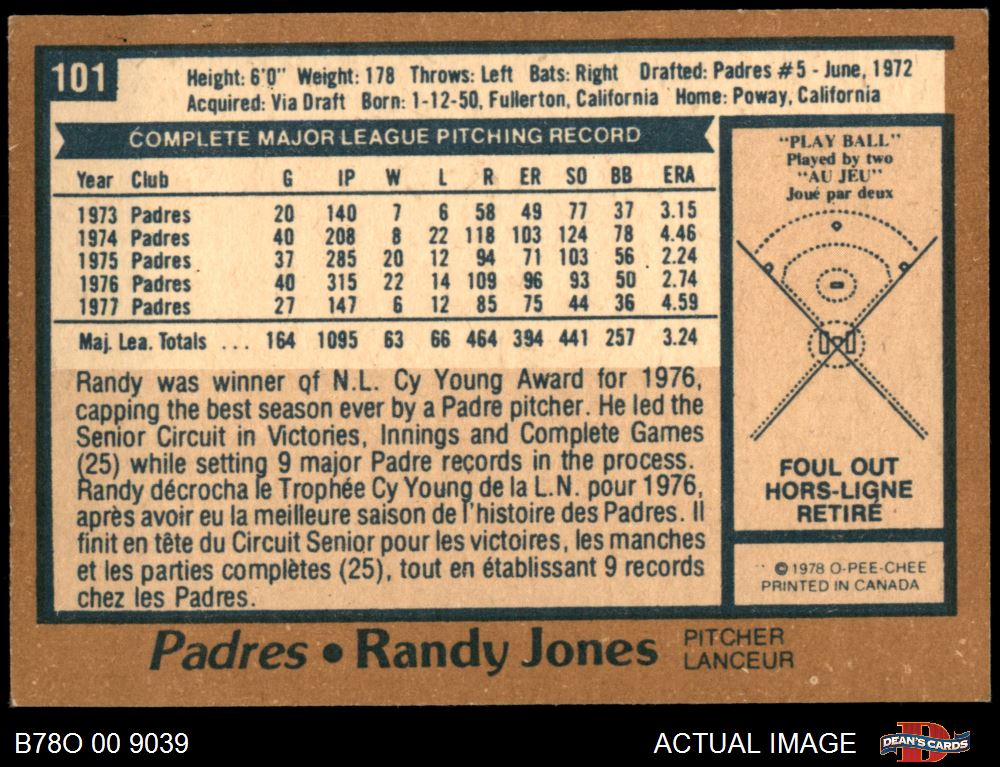 101
Height: 6'0" Weight: 178 Throws: Left Bats: Right Drafted: Padres #5 - June, 1972
Acquired: Via Draft Born: 1-12-50, Fullerton, California Home: Poway, California
COMPLETE MAJOR LEAGUE PITCHING RECORD
Year Club G IP W L R ER SO BB ERA
1973 Padres 20 140 7 6 58 49 77 37 3.15
1974 Padres 40 208 8 22 118 103 124 78 4.46
1975 Padres 37 285 20 12 94 71 103 56 2.24
1976 Padres 40 315 22 14 109 96 93 50 2.74
1977 Padres 27 147 6 12 85 75 44 36 4.59
Maj. Lea. Totals ... 164 1095 63 66 464 394 441 257 3.24
Randy was winner of N.L. Cy Young Award for 1976,
capping the best season ever by a Padre pitcher. He led the
Senior Circuit in Victories, Innings and Complete Games
(25) while setting 9 major Padre records in the process.
Randy décrocha le Trophée Cy Young de la L.N. pour 1976,
après avoir eu la meilleure saison de l'histoire des Padres. Il
finit en tête du Circuit Senior pour les victoires, les manches
et les parties complètes (25), tout en établissant 9 records
chez les Padres.
"PLAY BALL"
Played by two
"AU JEU"
Joué par deux
FOUL OUT
HORS-LIGNE
RETIRÉ
© 1978 O-PEE-CHEE
PRINTED IN CANADA
Padres • Randy Jones
PITCHER
LANCEUR
B78O 00 9039
ACTUAL IMAGE
DEAN'S CARDS